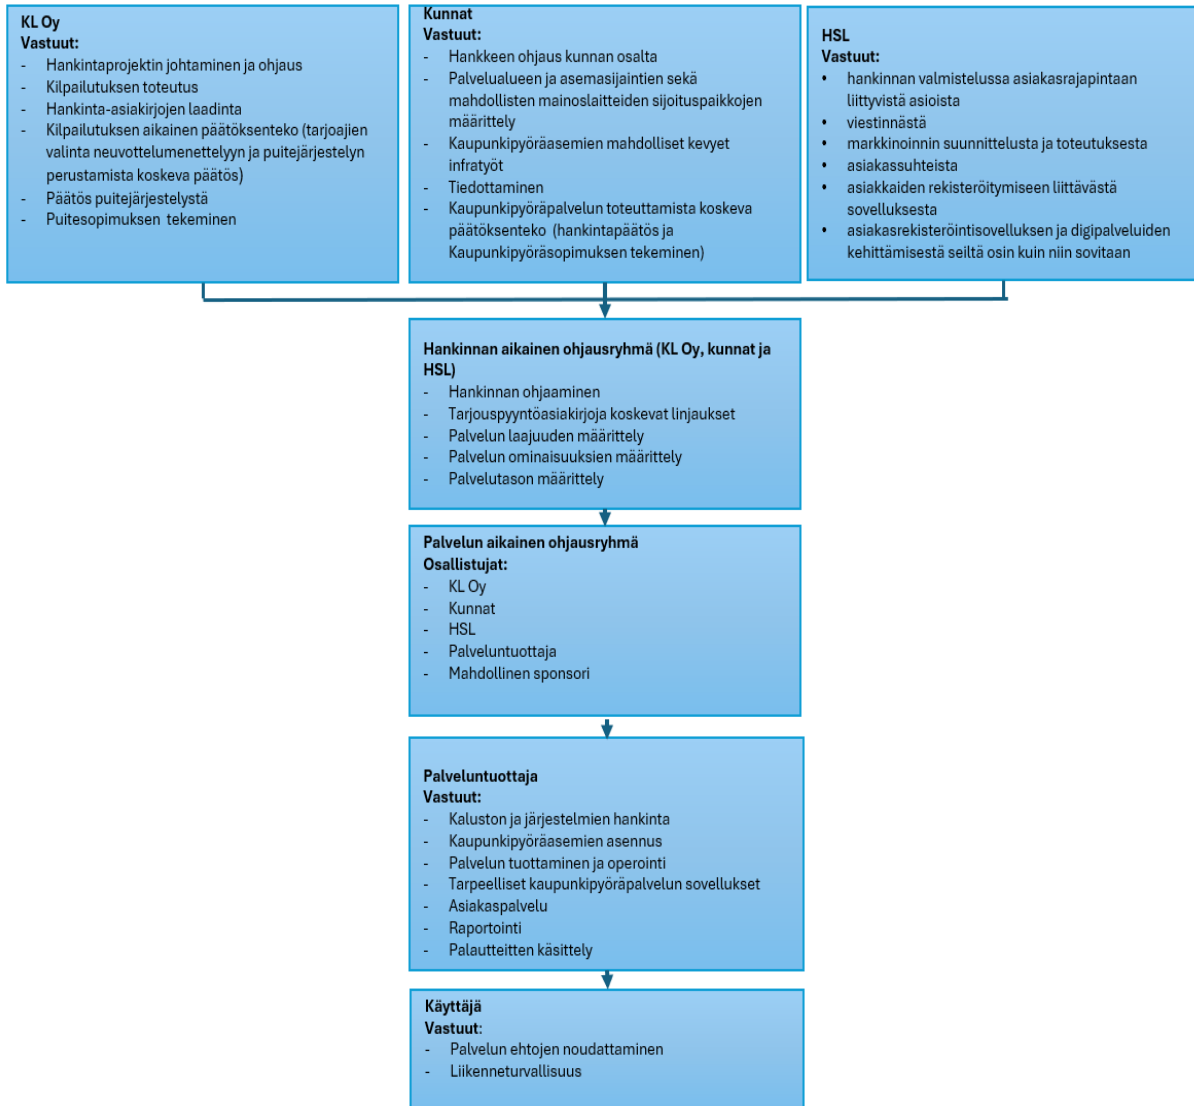 KL Oy
Vastuut:
- Hankintaprojektin johtaminen ja ohjaus
- Kilpailutuksen toteutus
- Hankinta-asiakirjojen laadinta
- Kilpailutuksen aikainen päätöksenteko (tarjoajien
valinta neuvottelumenettelyyn ja puitejärjestelyn
perustamista koskeva päätös)
- Päätös puitejärjestelystä
- Puitesopimuksen tekeminen
Kunnat
Vastuut:
- Hankkeen ohjaus kunnan osalta
- Palvelualueen ja asemasijaintien sekä
mahdollisten mainoslaitteiden sijoituspaikkojen
määrittely
- Kaupunkipyöräasemien mahdolliset kevyet
infratyöt
- Tiedottaminen
- Kaupunkipyöräpalvelun toteuttamista koskeva
päätöksenteko (hankintapäätös ja
Kaupunkipyöräsopimuksen tekeminen)
HSL
Vastuut:
• hankinnan valmistelussa asiakasrajapintaan
liittyvistä asioista
• viestinnästä
• markkinoinnin suunnittelusta ja toteutuksesta
• asiakassuhteista
• asiakkaiden rekisteröitymiseen liittävästä
sovelluksesta
• asiakasrekisteröintisovelluksen ja digipalveluiden
kehittämisestä seiltä osin kuin niin sovitaan
Hankinnan aikainen ohjausryhmä (KL Oy, kunnat ja
HSL)
- Hankinnan ohjaaminen
- Tarjouspyyntöasiakirjoja koskevat linjaukset
- Palvelun laajuuden määrittely
- Palvelun ominaisuuksien määrittely
- Palvelutason määrittely
Palvelun aikainen ohjausryhmä
Osallistujat:
- KL Oy
- Kunnat
- HSL
- Palveluntuottaja
- Mahdollinen sponsori
Palveluntuottaja
Vastuut:
- Kaluston ja järjestelmien hankinta
- Kaupunkipyöräasemien asennus
- Palvelun tuottaminen ja operointi
- Tarpeelliset kaupunkipyöräpalvelun sovellukset
- Asiakaspalvelu
- Raportointi
- Palautteitten käsittely
Käyttäjä
Vastuut:
- Palvelun ehtojen noudattaminen
- Liikenneturvallisuus